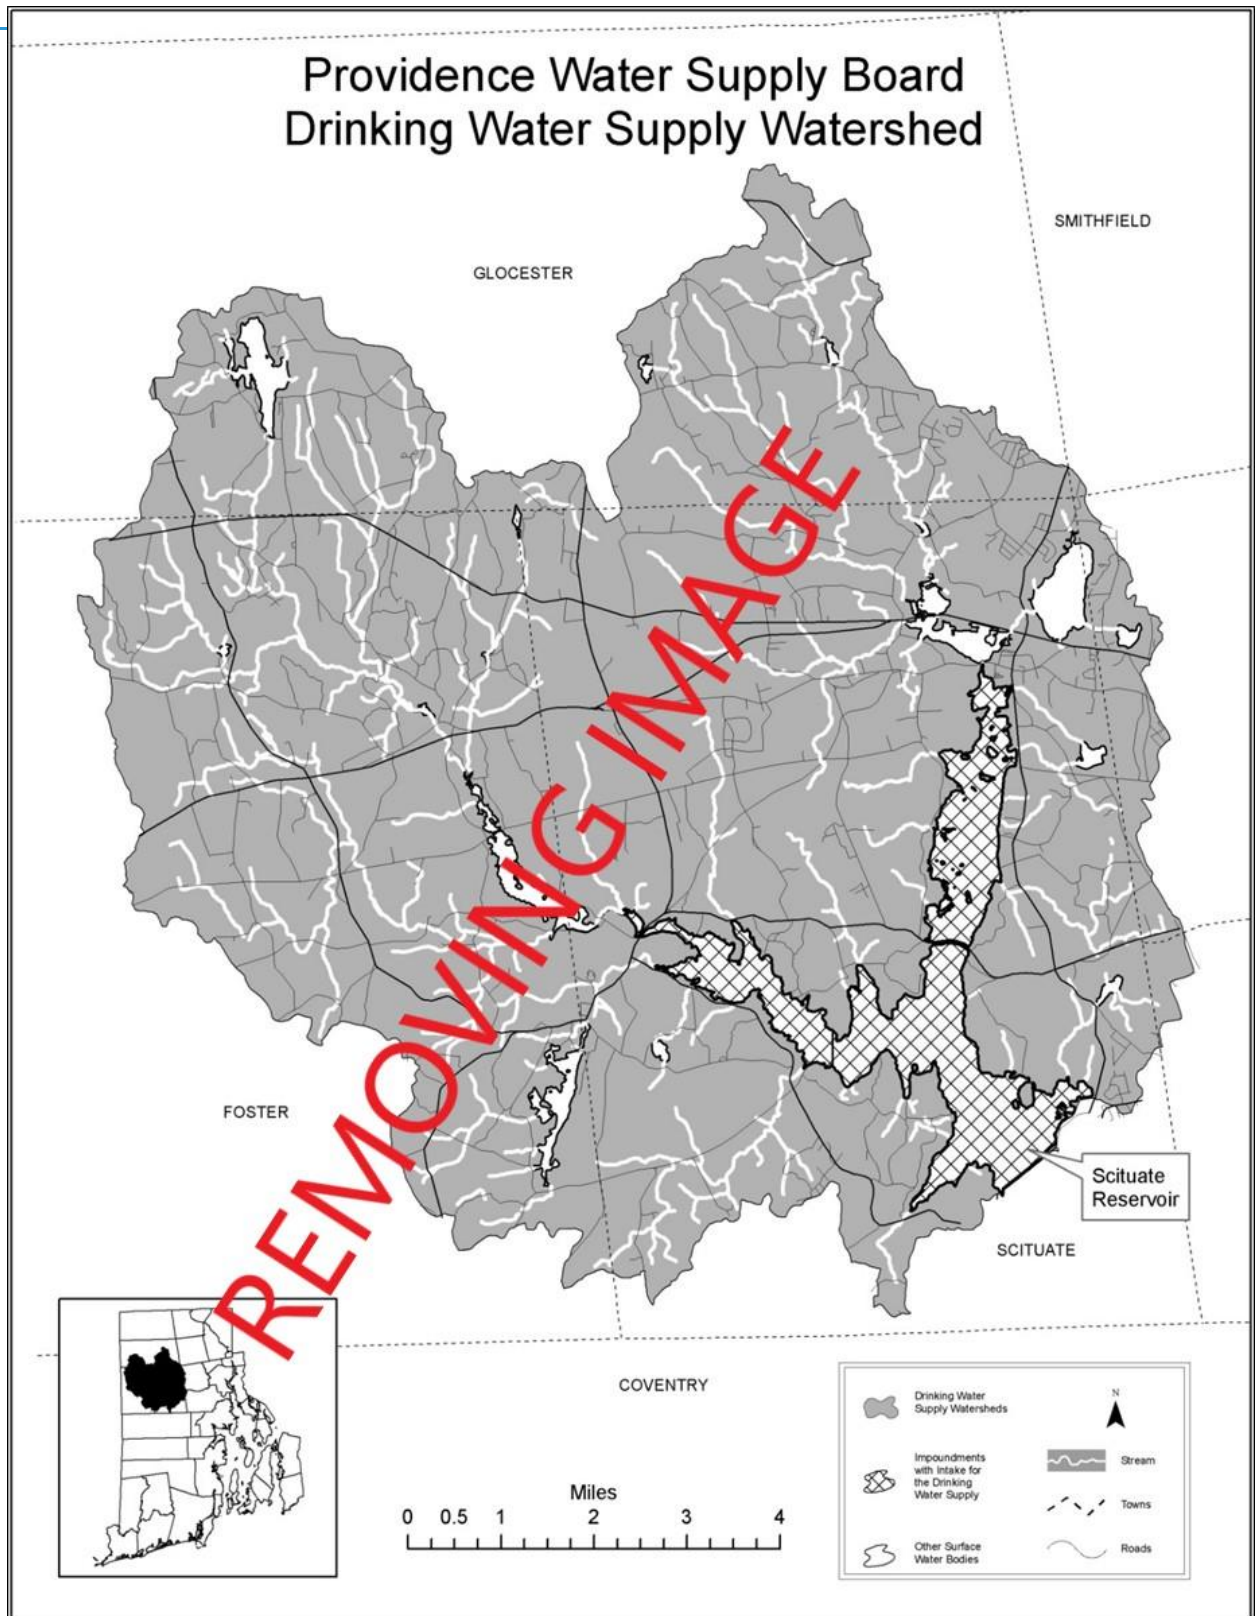 Providence Water Supply Board
Drinking Water Supply Watershed
SMITHFIELD
GLOCESTER
REMOVING IMAGE
FOSTER
Scituate
Reservoir
SCITUATE
COVENTRY
Miles
0 0.5 1 2 3 4
Drinking Water
Supply Watersheds
N
Impoundments
with Intake for
the Drinking
Water Supply
Stream
Towns
Other Surface
Water Bodies
Roads